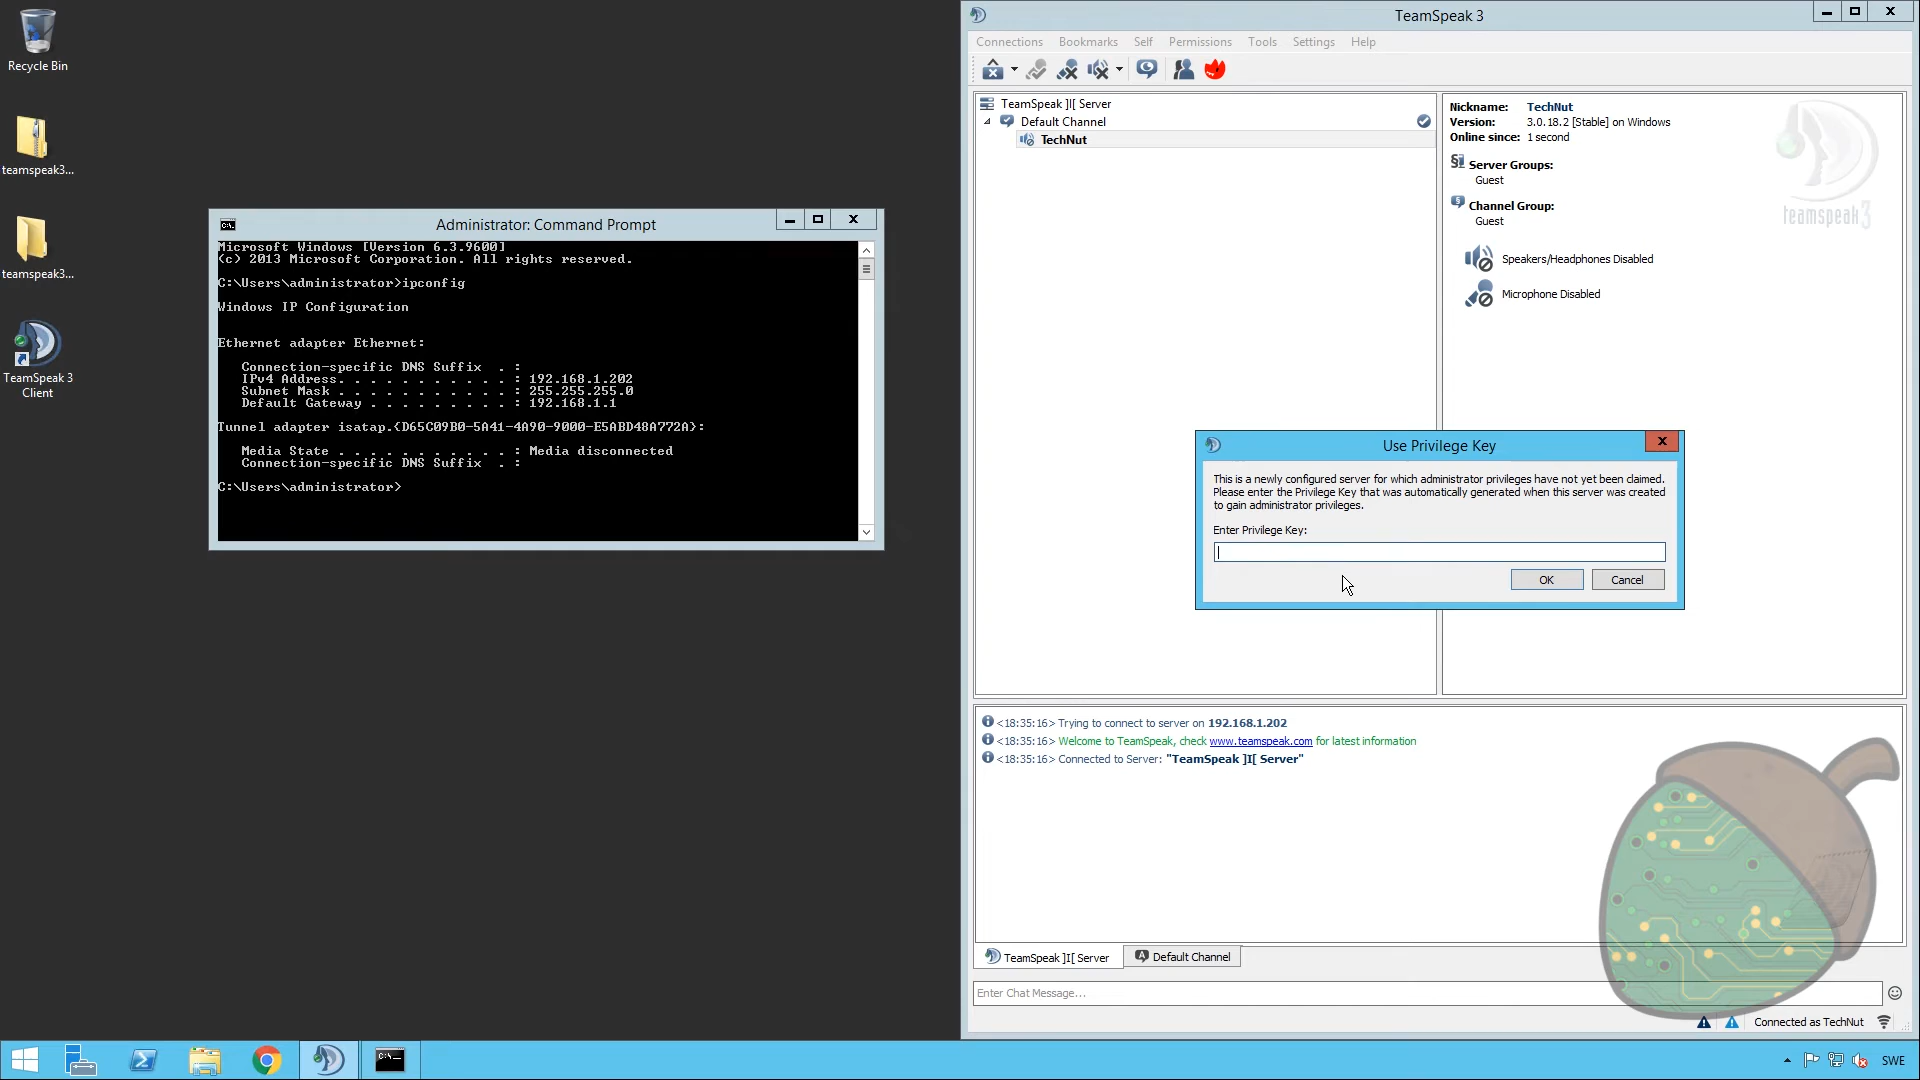 Recycle Bin
teamspeak3...
teamspeak3...
TeamSpeak 3
Client
Administrator: Command Prompt
Microsoft Windows [Version 6.3.9600]
(c) 2013 Microsoft Corporation. All rights reserved.
C:\Users\administrator>ipconfig
Windows IP Configuration
Ethernet adapter Ethernet:
Connection-specific DNS Suffix  . :
IPv4 Address. . . . . . . . . . . : 192.168.1.202
Subnet Mask . . . . . . . . . . . : 255.255.255.0
Default Gateway . . . . . . . . . : 192.168.1.1
Tunnel adapter isatap.{D65C09B0-5A41-4A90-9000-E5ABD48A772A}:
Media State . . . . . . . . . . . : Media disconnected
Connection-specific DNS Suffix  . :
C:\Users\administrator>
TeamSpeak 3
Connections Bookmarks Self Permissions Tools Settings Help
TeamSpeak ]I[ Server
Default Channel
TechNut
Nickname: TechNut
Version: 3.0.18.2 [Stable] on Windows
Online since: 1 second
Server Groups:
Guest
Channel Group:
Guest
Speakers/Headphones Disabled
Microphone Disabled
teamspeak3
Use Privilege Key
This is a newly configured server for which administrator privileges have not yet been claimed.
Please enter the Privilege Key that was automatically generated when this server was created
to gain administrator privileges.
Enter Privilege Key:
OK Cancel
<18:35:16> Trying to connect to server on 192.168.1.202
<18:35:16> Welcome to TeamSpeak, check www.teamspeak.com for latest information
<18:35:16> Connected to Server: "TeamSpeak ]I[ Server"
TeamSpeak ]I[ Server Default Channel
Enter Chat Message...
Connected as TechNut
SWE